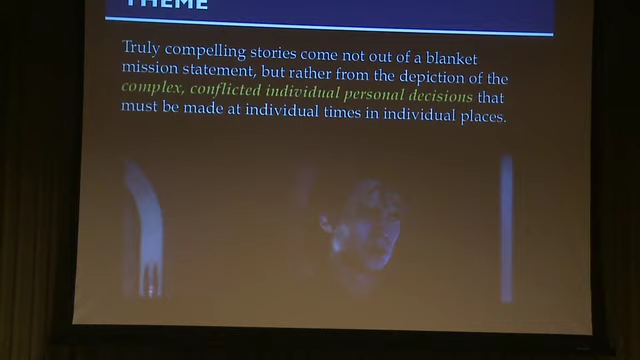 THEME
Truly compelling stories come not out of a blanket
mission statement, but rather from the depiction of the
complex, conflicted individual personal decisions that
must be made at individual times in individual places.